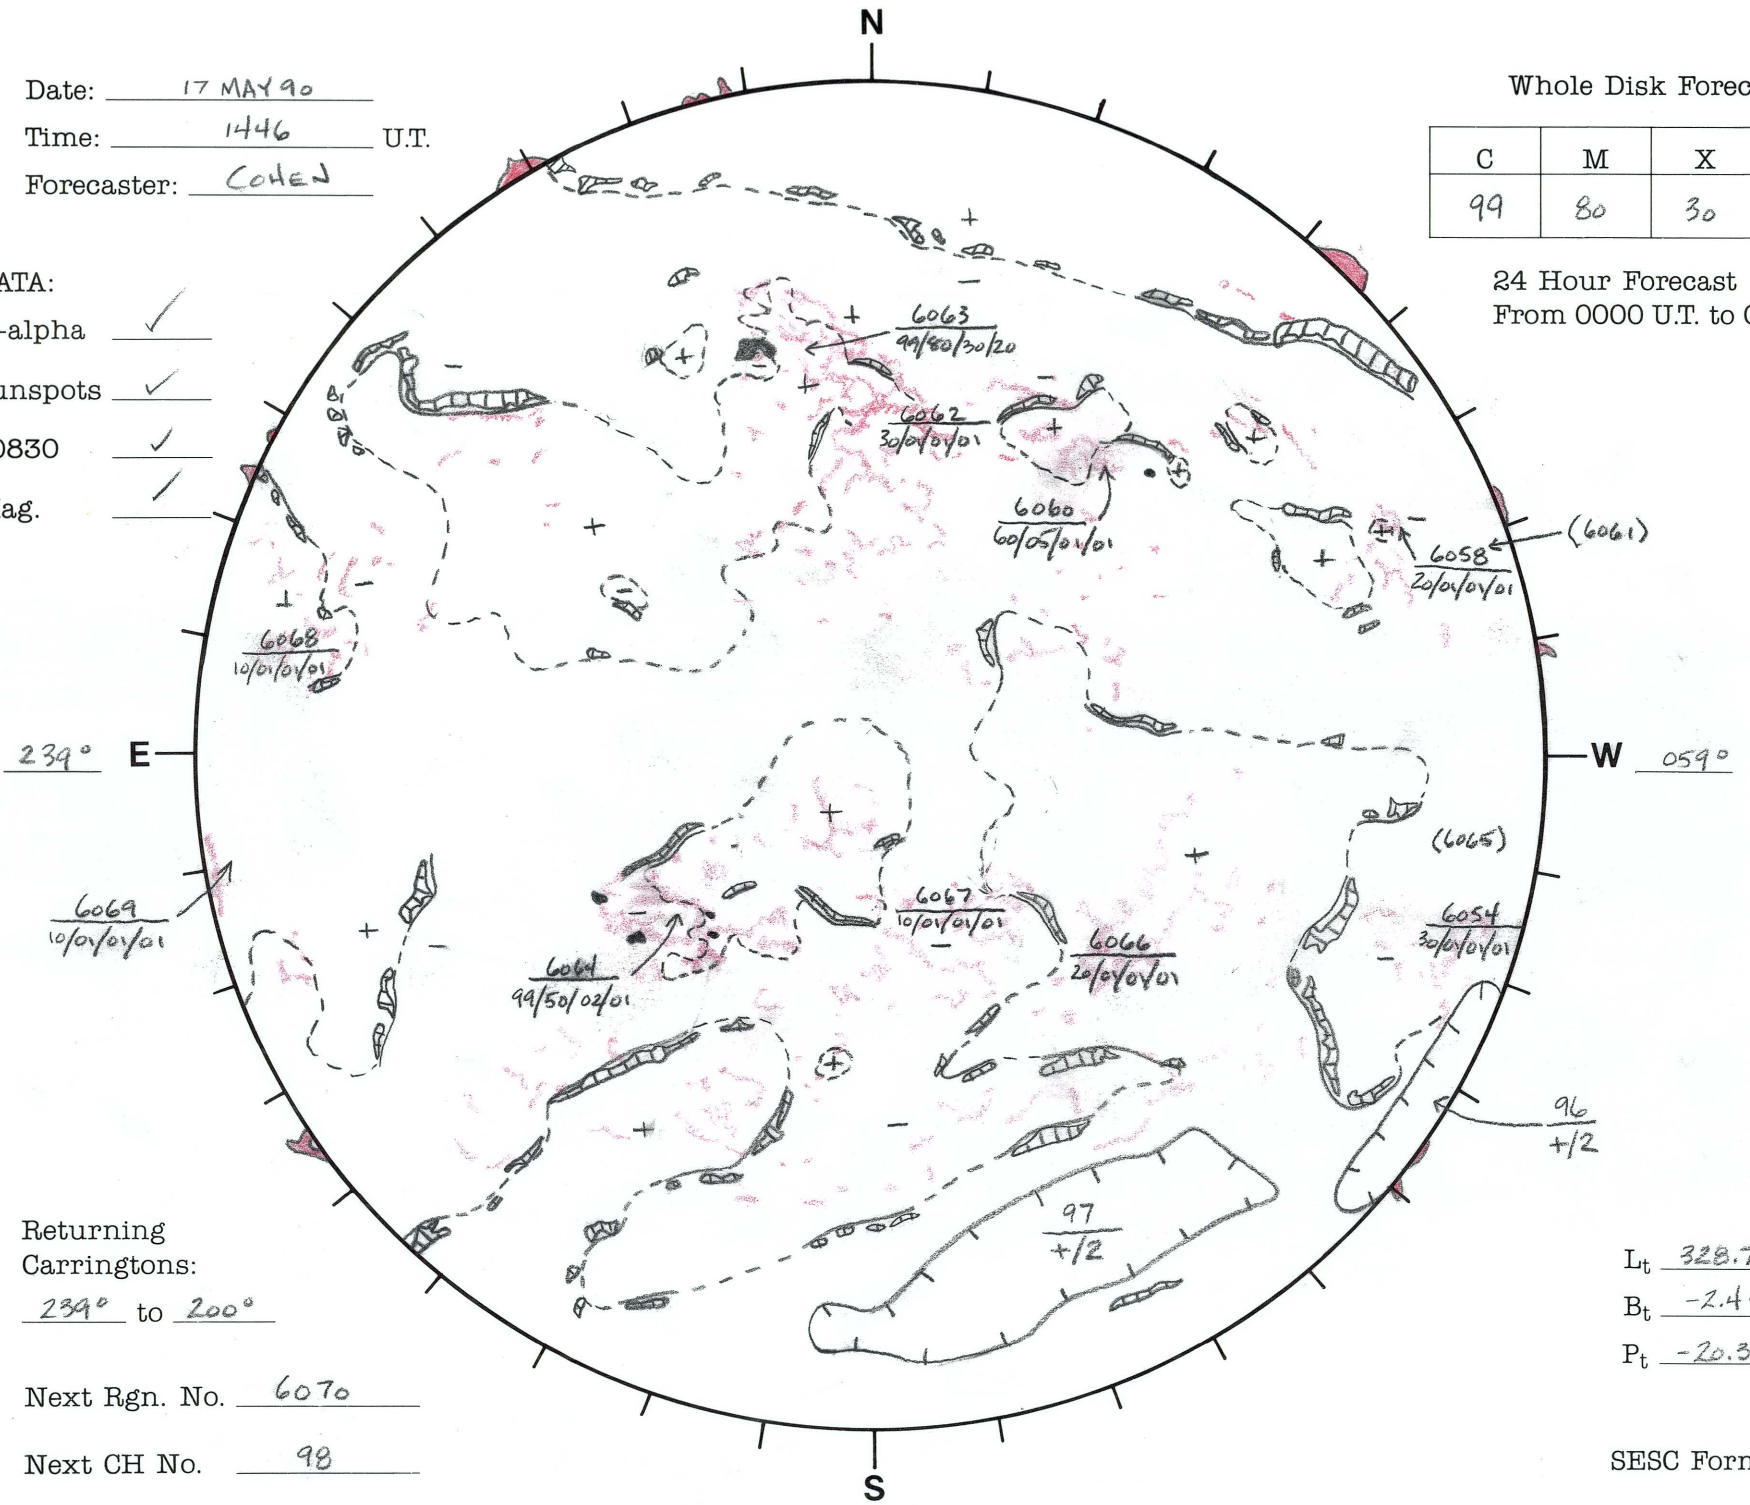 N
Date: 17 MAY 90
Time: 1446 U.T.
Forecaster: COHEN
Whole Disk Forec
C M X
99 80 30
24 Hour Forecast
From 0000 U.T. to 0
ATA:
-alpha ✓
unspots ✓
0830 ✓
ag. ✓
6063
99/80/30/20
6062
30/01/01/01
6060
60/05/01/01
(6061)
6058
20/01/01/01
6068
10/01/01/01
239° E
W 059°
(6065)
6069
10/01/01/01
6067
10/01/01/01
6054
30/01/01/01
6066
20/01/01/01
6064
99/50/02/01
96
+/2
97
+/2
Returning
Carringtons:
239° to 200°
Next Rgn. No. 6070
Next CH No. 98
Lt 328.7
Bt -2.4
Pt -20.3
SESC Form
S